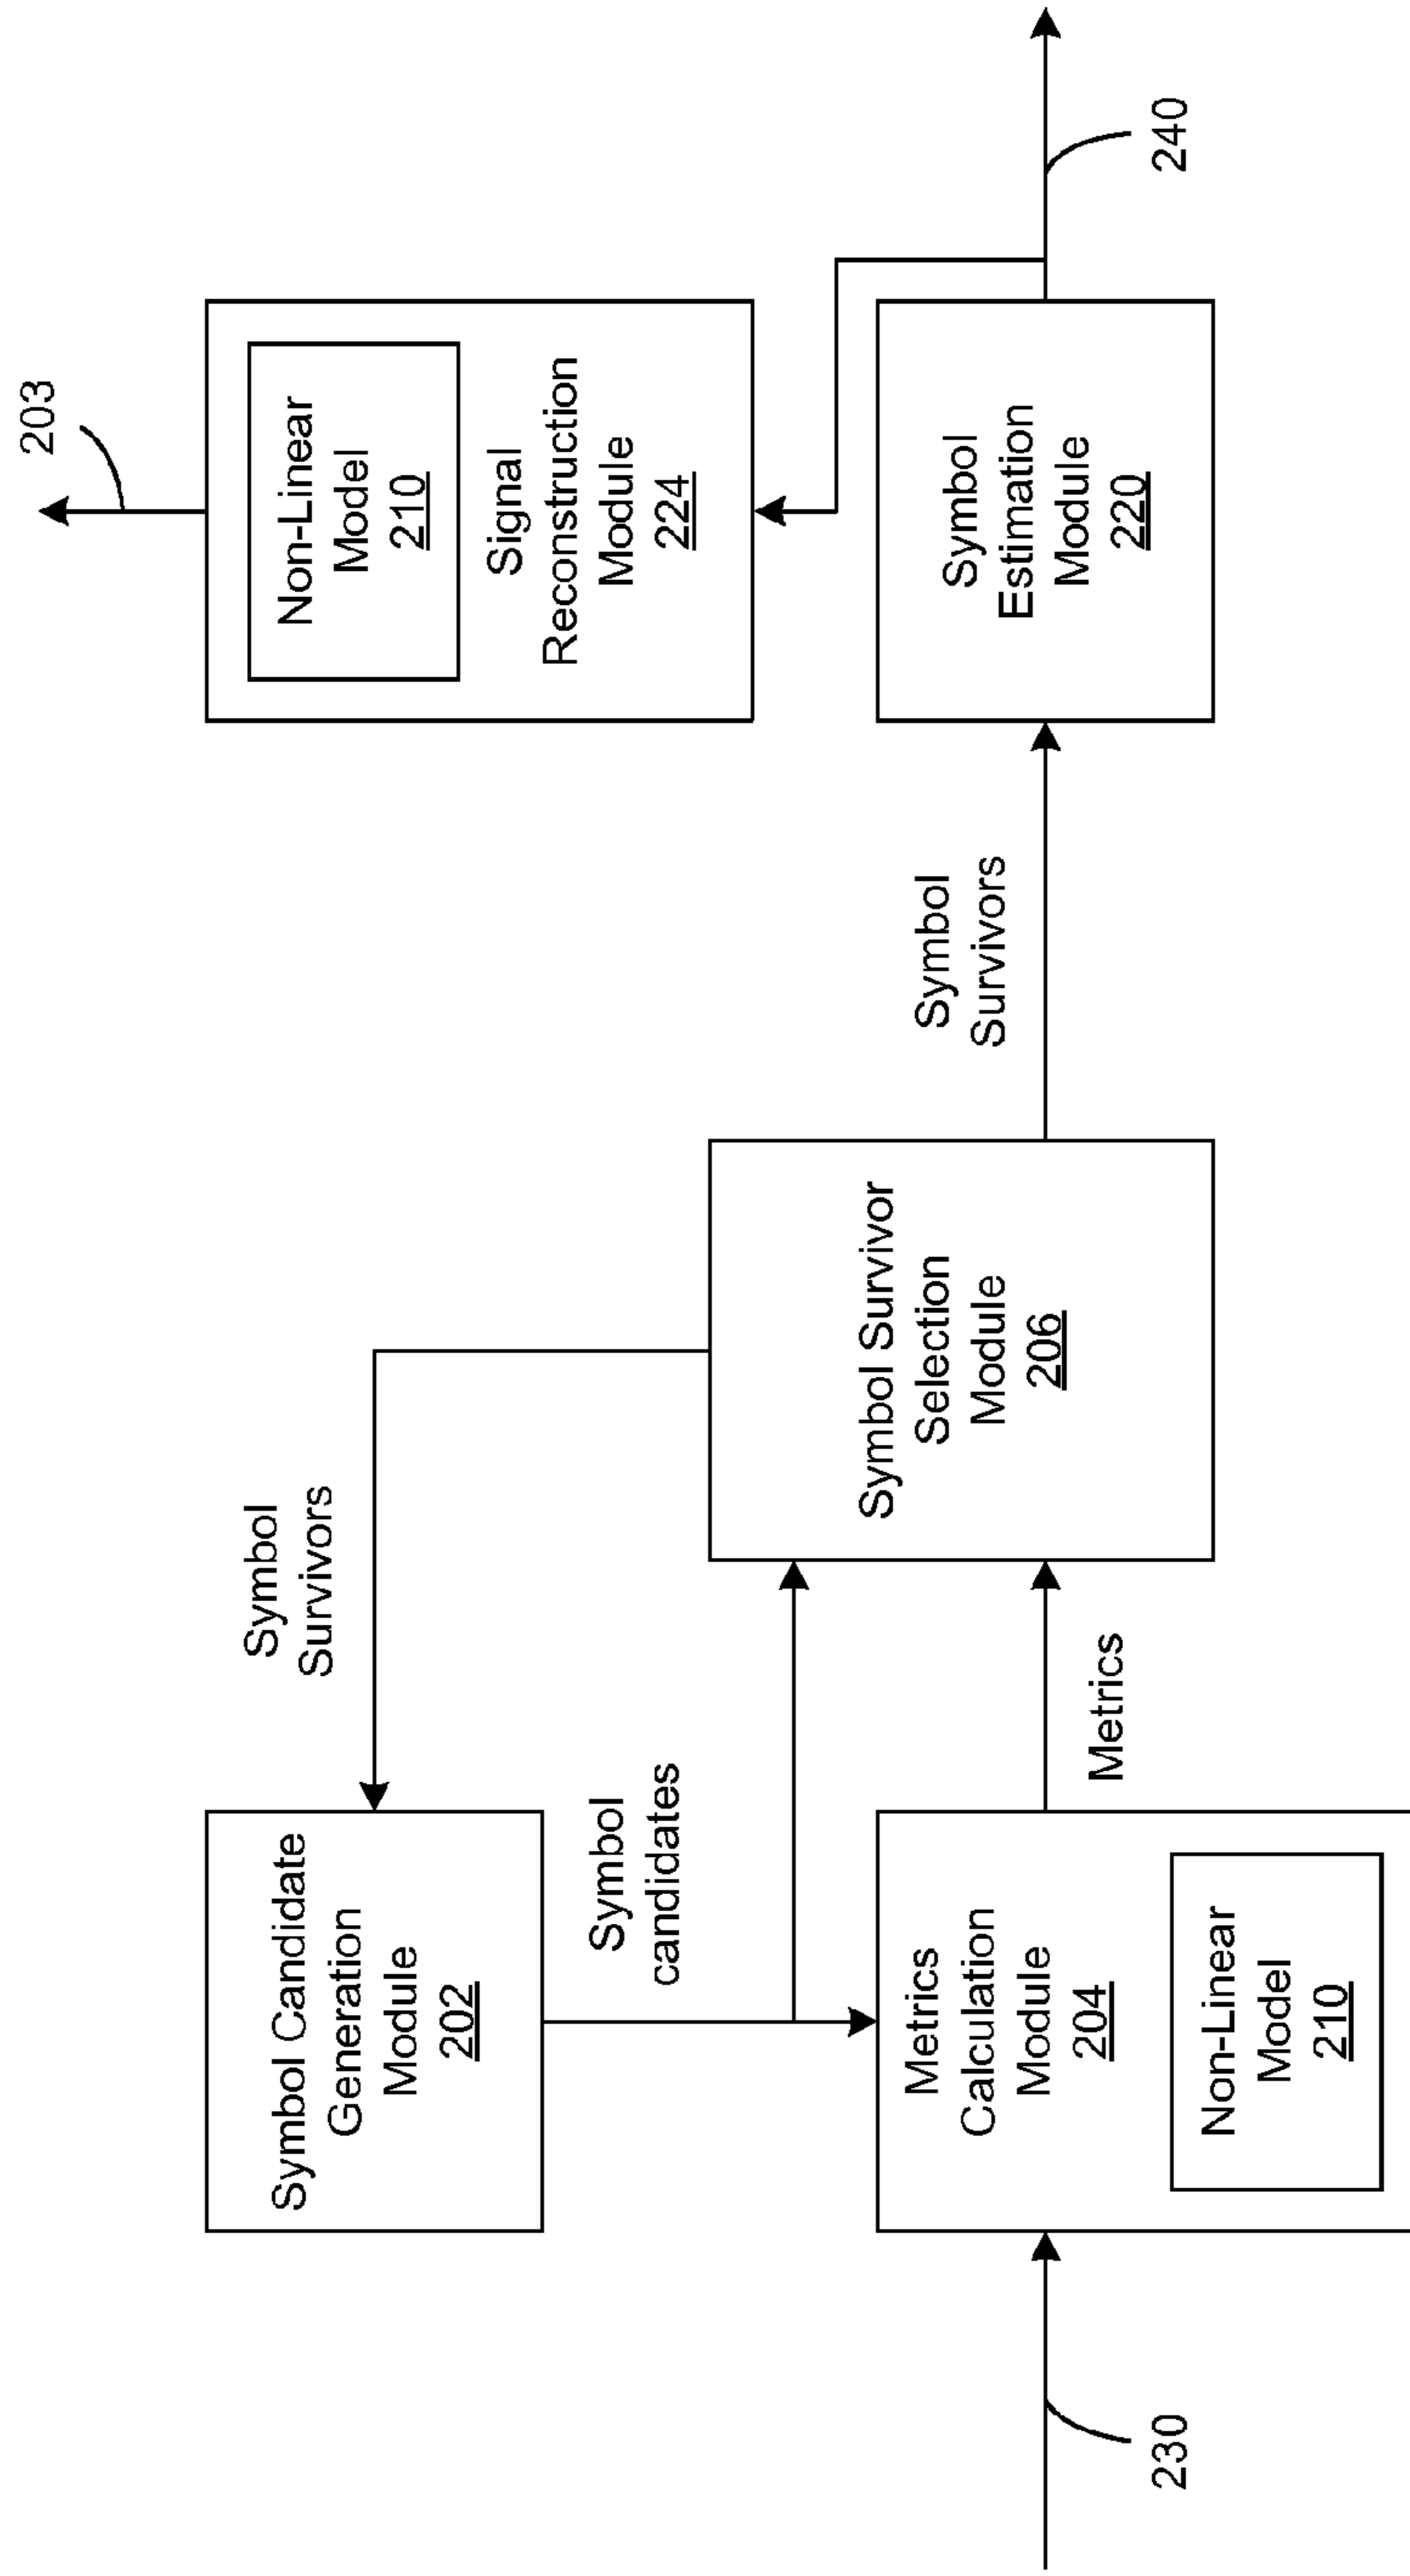 Symbol Candidate
Generation
Module
202
Symbol
Survivors
Symbol
candidates
Metrics
Calculation
Module
204
Non-Linear
Model
210
230
Metrics
Symbol Survivor
Selection
Module
206
Symbol
Survivors
203
Non-Linear
Model
210
Signal
Reconstruction
Module
224
Symbol
Estimation
Module
220
240